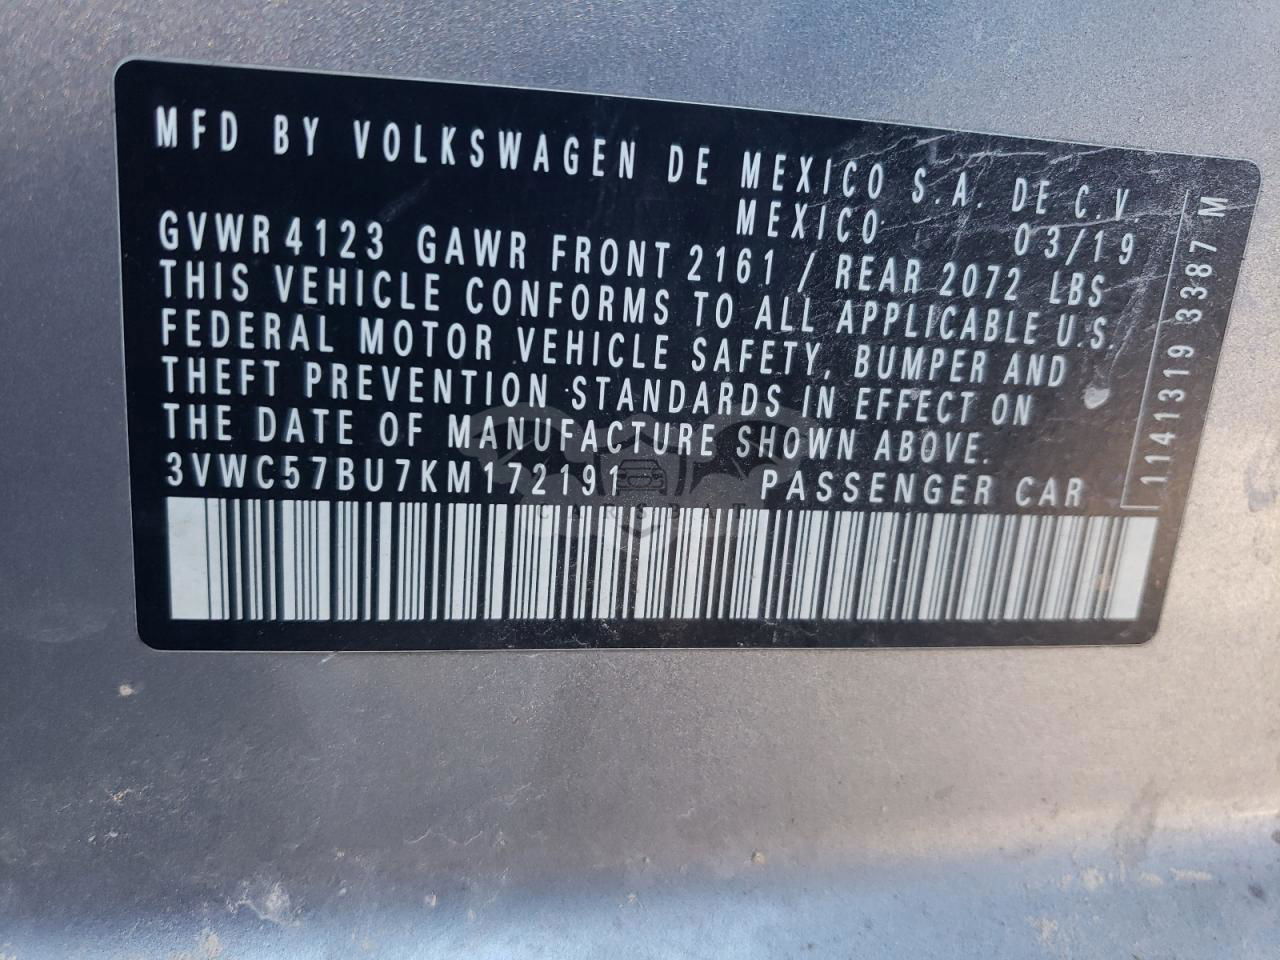 MFD BY VOLKSWAGEN DE MEXICO S.A. DE C.V.
MEXICO 03/19
GVWR 4123 GAWR FRONT 2161 / REAR 2072 LBS
THIS VEHICLE CONFORMS TO ALL APPLICABLE U.S.
FEDERAL MOTOR VEHICLE SAFETY, BUMPER AND
THEFT PREVENTION STANDARDS IN EFFECT ON
THE DATE OF MANUFACTURE SHOWN ABOVE.
3VWC57BU7KM172191 PASSENGER CAR
1141319 3387 M
CARSBAT